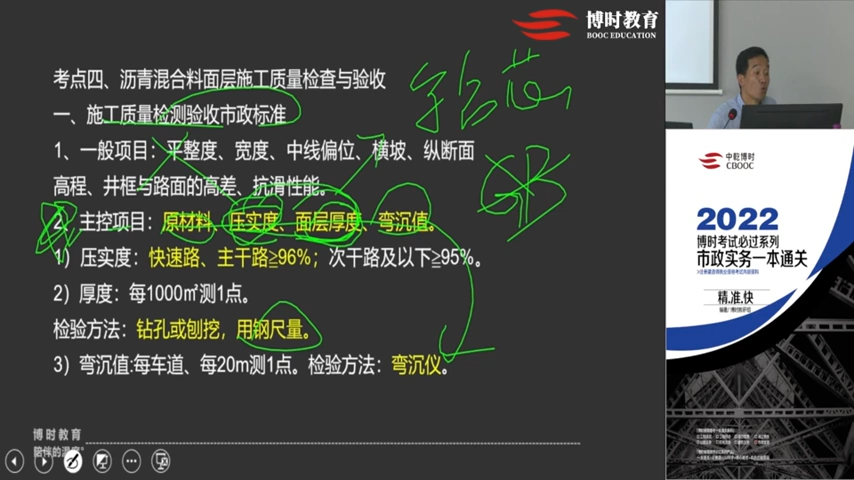 博时教育
BOOC EDUCATION
考点四、沥青混合料面层施工质量检查与验收
一、施工质量检测验收市政标准
1、一般项目：平整度、宽度、中线偏位、横坡、纵断面
高程、井框与路面的高差、抗滑性能。
2、主控项目：原材料、压实度、面层厚度、弯沉值。
1）压实度：快速路、主干路≧96%；次干路及以下≧95%。
2）厚度：每1000㎡测1点。
检验方法：钻孔或刨挖，用钢尺量。
3）弯沉值:每车道、每20m测1点。检验方法：弯沉仪。
钻芯
博时教育
陪伴的温度
中乾博时
CBOOC
2022
博时考试必过系列
市政实务一本通关
精.准.快